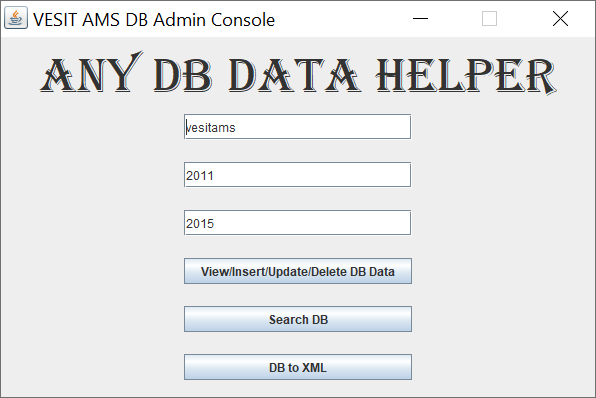 VESIT AMS DB Admin Console
ANY DB DATA HELPER
vesitams
2011
2015
View/Insert/Update/Delete DB Data
Search DB
DB to XML